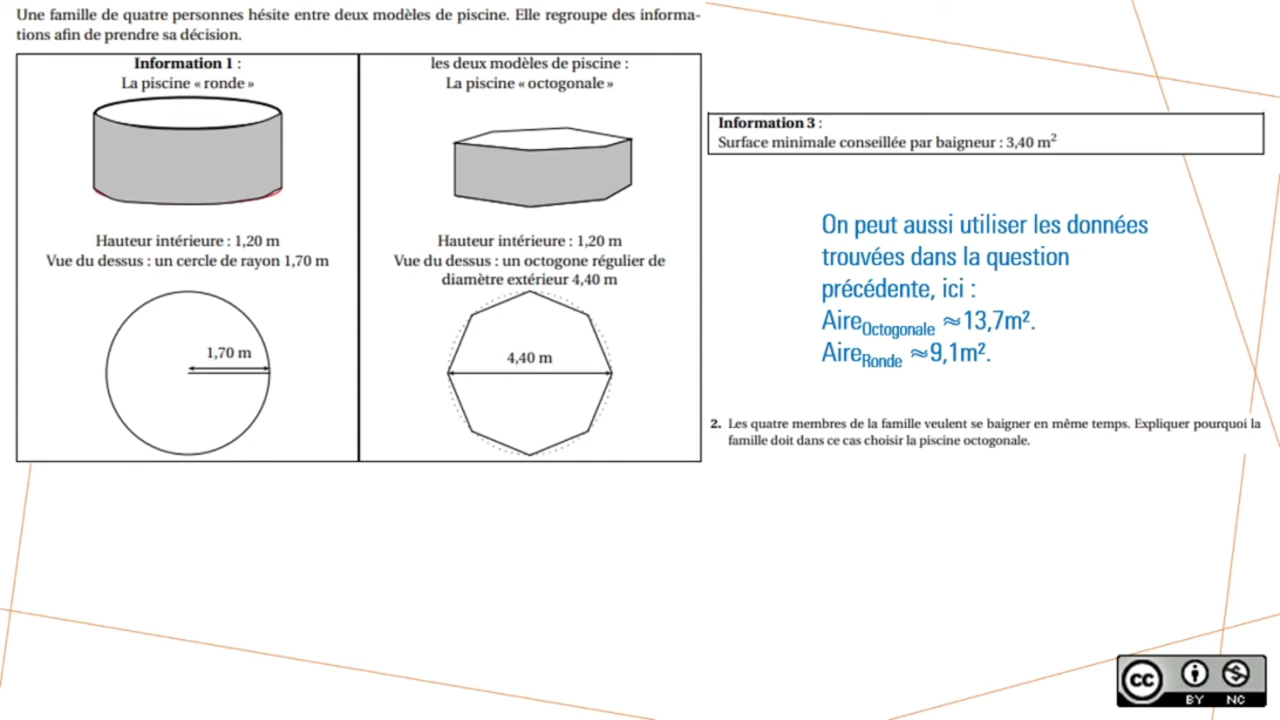 Une famille de quatre personnes hésite entre deux modèles de piscine. Elle regroupe des informa-
tions afin de prendre sa décision.
Information 1 :
La piscine « ronde »
Hauteur intérieure : 1,20 m
Vue du dessus : un cercle de rayon 1,70 m
1,70 m
les deux modèles de piscine :
La piscine « octogonale »
Hauteur intérieure : 1,20 m
Vue du dessus : un octogone régulier de
diamètre extérieur 4,40 m
4,40 m
Information 3 :
Surface minimale conseillée par baigneur : 3,40 m²
On peut aussi utiliser les données
trouvées dans la question
précédente, ici :
Aire Octogonale ≈13,7m².
Aire Ronde ≈9,1m².
2. Les quatre membres de la famille veulent se baigner en même temps. Expliquer pourquoi la
famille doit dans ce cas choisir la piscine octogonale.
CC
BY NC